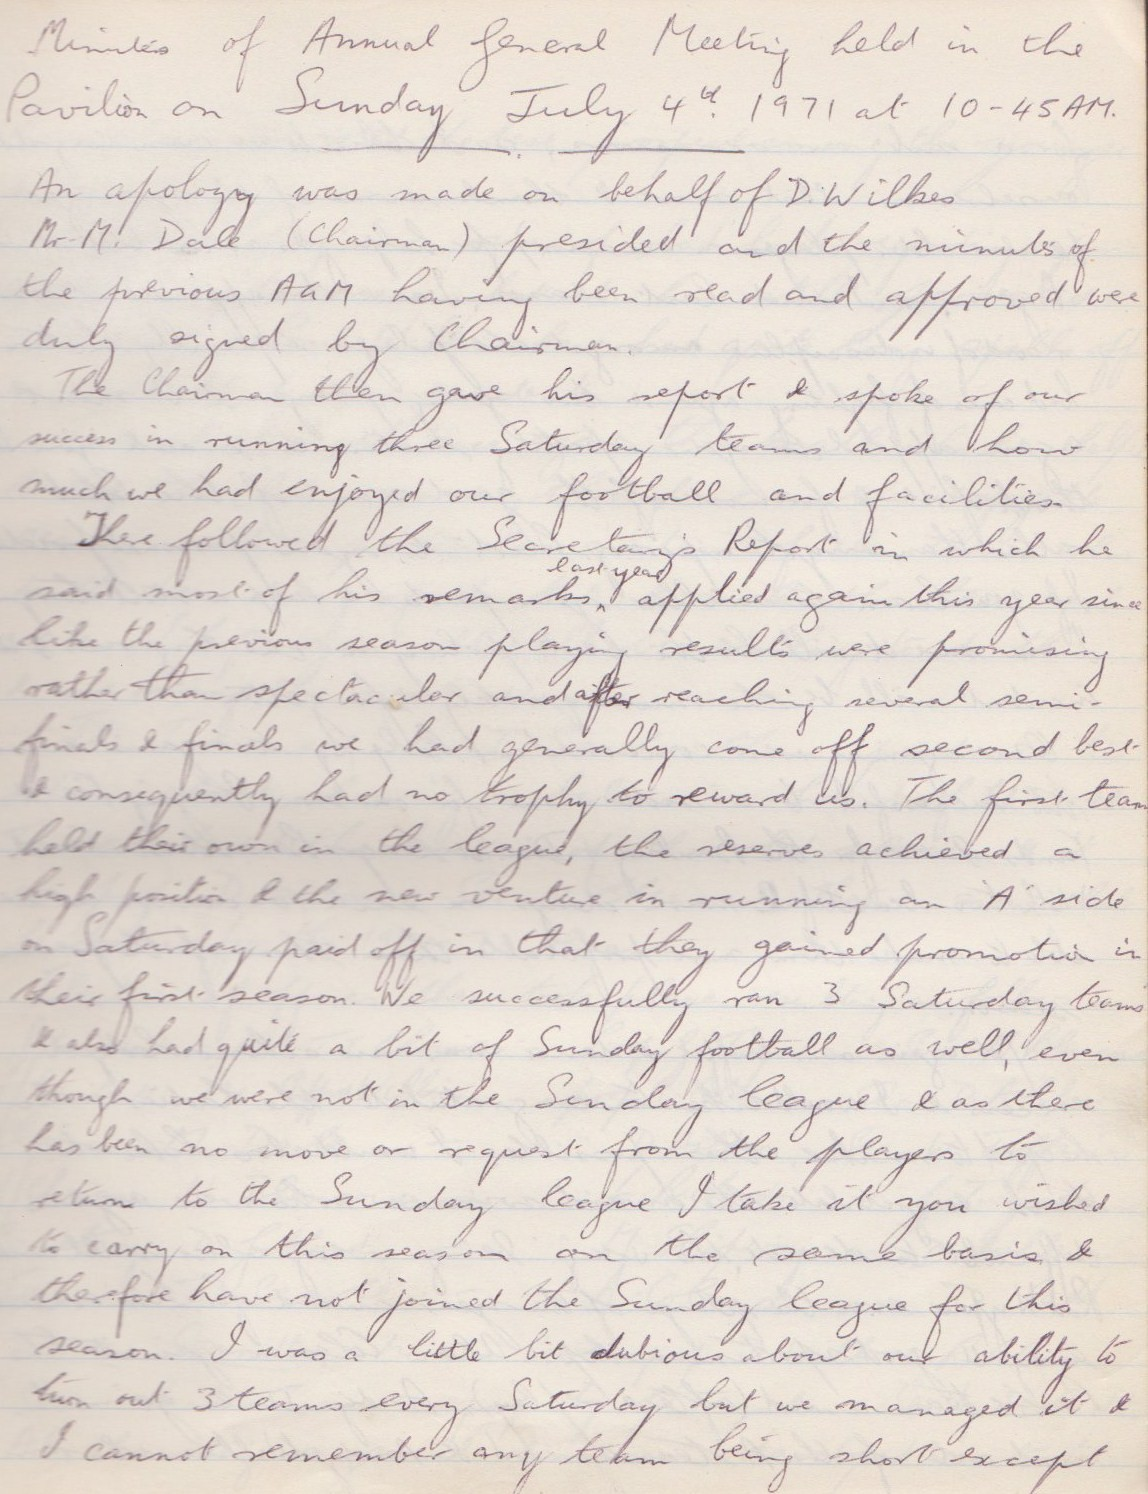 Minutes of Annual General Meeting held in the
Pavilion on Sunday July 4th. 1971 at 10-45 AM.
An apology was made on behalf of D. Wilkes
Mr. M. Dale (Chairman) presided and the minutes of
the previous AGM having been read and approved were
duly signed by Chairman.
The Chairman then gave his report & spoke of our
success in running three Saturday teams and how
much we had enjoyed our football and facilities.
There followed the Secretary's Report in which he
last year
said most of his remarks ^ applied again this year since
like the previous season playing results were promising
rather than spectacular and after reaching several semi-
finals & finals we had generally come off second best
& consequently had no trophy to reward us. The first team
held their own in the league, the reserves achieved a
high position & the new venture in running an 'A' side
on Saturday paid off in that they gained promotion in
their first season. We successfully ran 3 Saturday teams
& also had quite a bit of Sunday football as well, even
though we were not in the Sunday league & as there
has been no move or request from the players to
return to the Sunday league I take it you wished
to carry on this season on the same basis &
therefore have not joined the Sunday league for this
season. I was a little bit dubious about our ability to
turn out 3 teams every Saturday but we managed it &
I cannot remember any team being short except